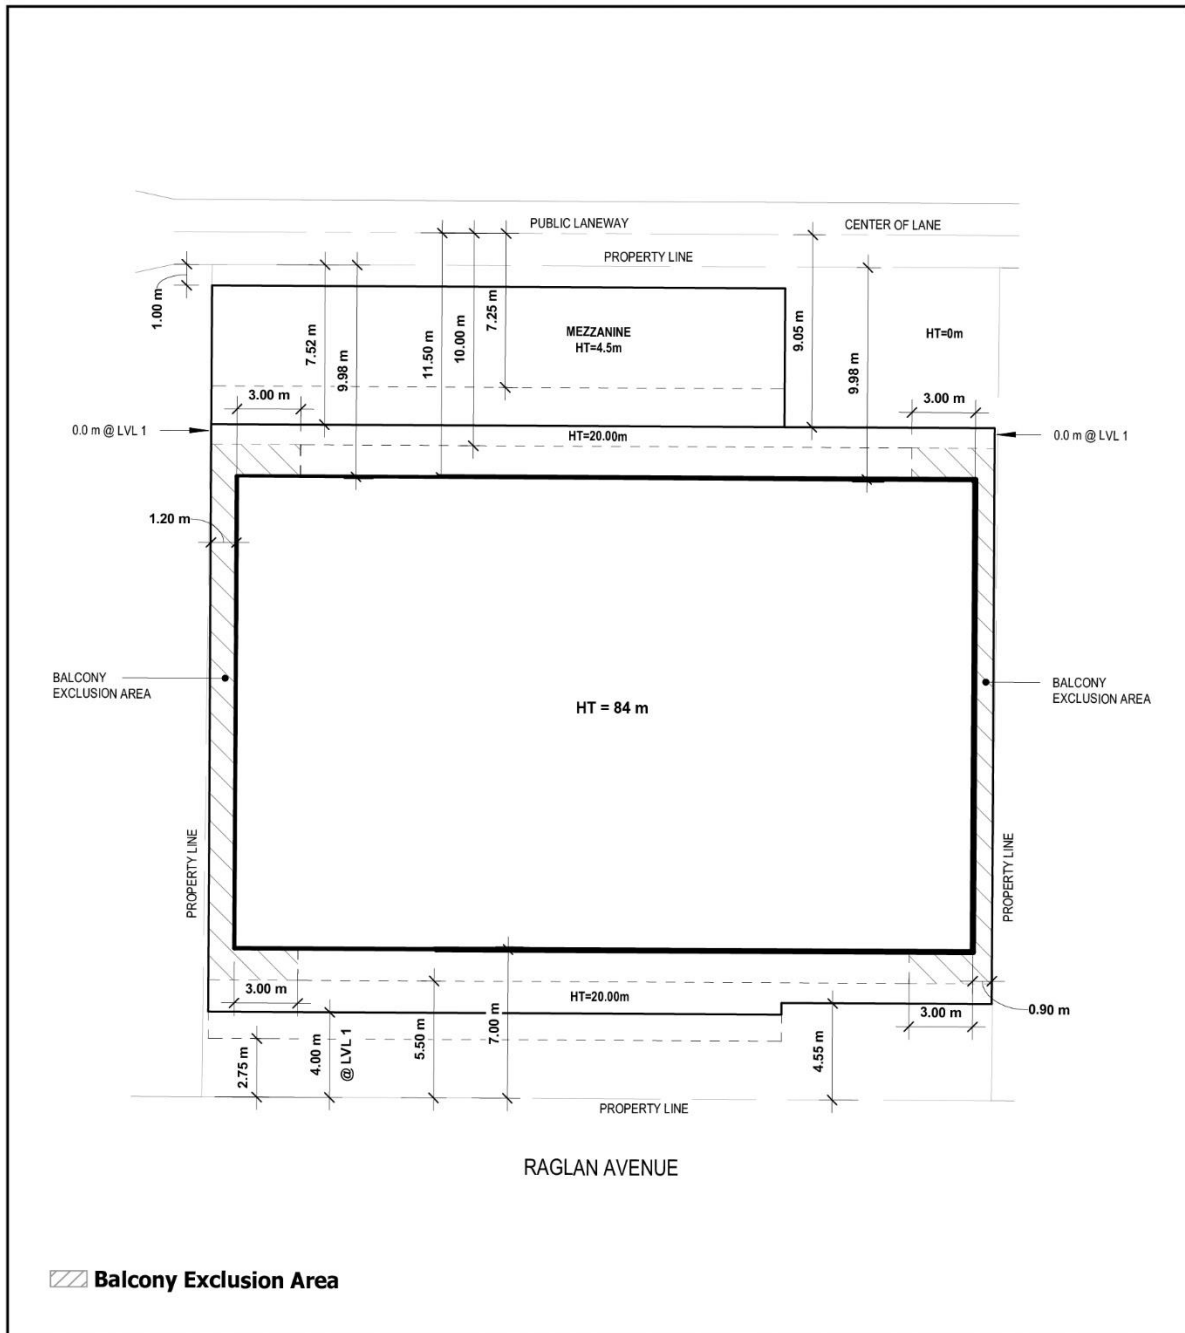 PUBLIC LANEWAY
CENTER OF LANE
PROPERTY LINE
1.00 m
7.52 m
9.98 m
11.50 m
10.00 m
7.25 m
MEZZANINE
HT=4.5m
9.05 m
9.98 m
HT=0m
3.00 m
3.00 m
0.0 m @ LVL 1
HT=20.00m
0.0 m @ LVL 1
1.20 m
BALCONY
EXCLUSION AREA
HT = 84 m
BALCONY
EXCLUSION AREA
PROPERTY LINE
PROPERTY LINE
3.00 m
HT=20.00m
3.00 m
0.90 m
2.75 m
4.00 m
@ LVL 1
5.50 m
7.00 m
4.55 m
PROPERTY LINE
RAGLAN AVENUE
Balcony Exclusion Area